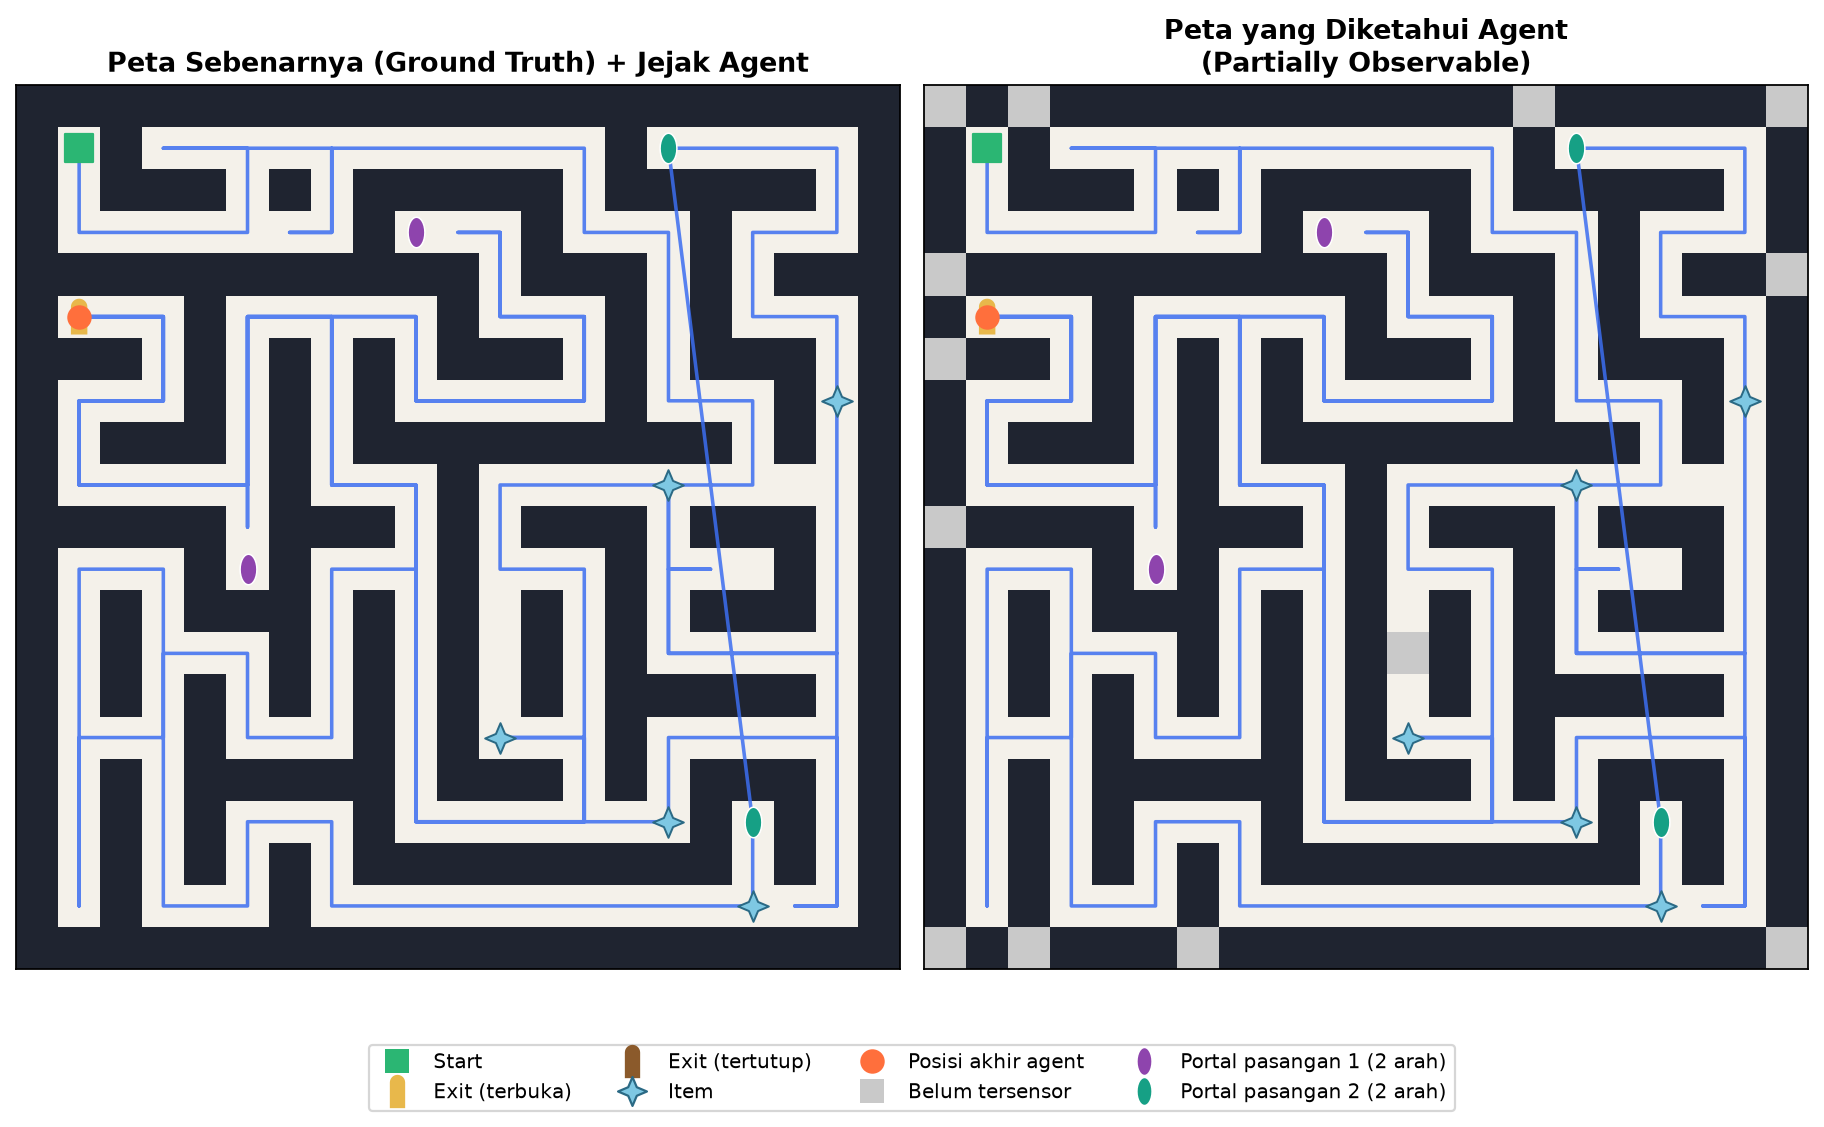 Peta Sebenarnya (Ground Truth) + Jejak Agent
Peta yang Diketahui Agent
(Partially Observable)
Start
Exit (terbuka)
Exit (tertutup)
Item
Posisi akhir agent
Belum tersensor
Portal pasangan 1 (2 arah)
Portal pasangan 2 (2 arah)